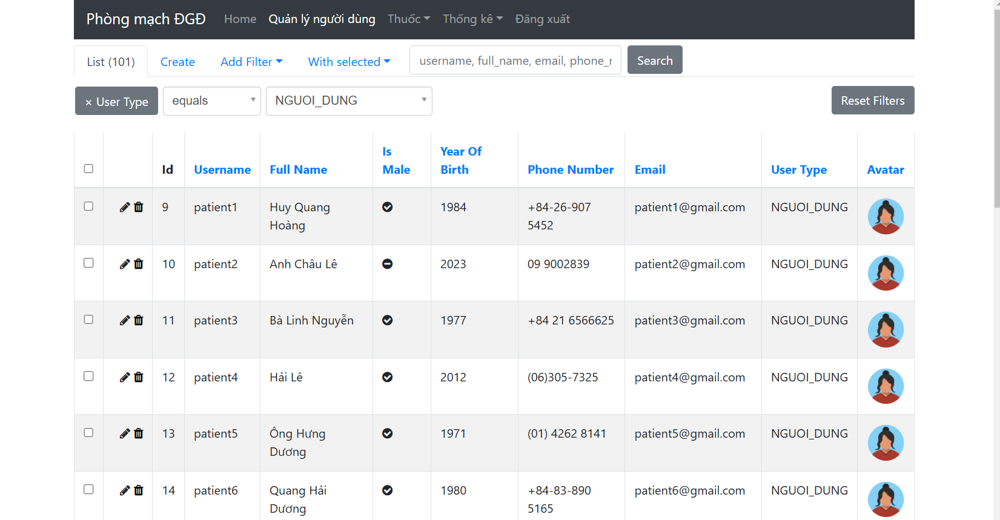 Phòng mạch ĐGĐ Home Quản lý người dùng Thuốc Thống kê Đăng xuất
List (101) Create Add Filter With selected username, full_name, email, phone_r Search
× User Type equals NGUOI_DUNG Reset Filters
Id Username Full Name Is Male Year Of Birth Phone Number Email User Type Avatar
9 patient1 Huy Quang Hoàng 1984 +84-26-907 5452 patient1@gmail.com NGUOI_DUNG
10 patient2 Anh Châu Lê 2023 09 9002839 patient2@gmail.com NGUOI_DUNG
11 patient3 Bà Linh Nguyễn 1977 +84 21 6566625 patient3@gmail.com NGUOI_DUNG
12 patient4 Hải Lê 2012 (06)305-7325 patient4@gmail.com NGUOI_DUNG
13 patient5 Ông Hưng Dương 1971 (01) 4262 8141 patient5@gmail.com NGUOI_DUNG
14 patient6 Quang Hải Dương 1980 +84-83-890 5165 patient6@gmail.com NGUOI_DUNG